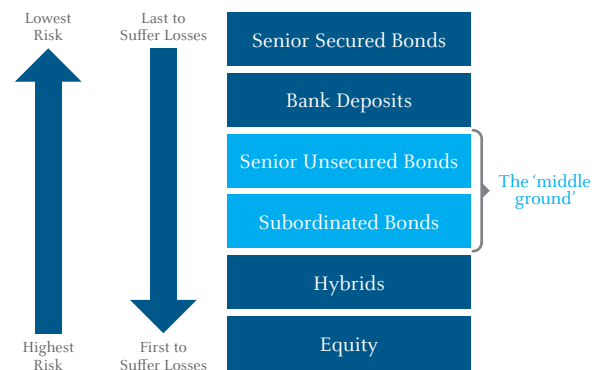 Lowest
Risk
Last to
Suffer Losses
Senior Secured Bonds
Bank Deposits
Senior Unsecured Bonds
The ‘middle
ground’
Subordinated Bonds
Hybrids
Equity
Highest
Risk
First to
Suffer Losses